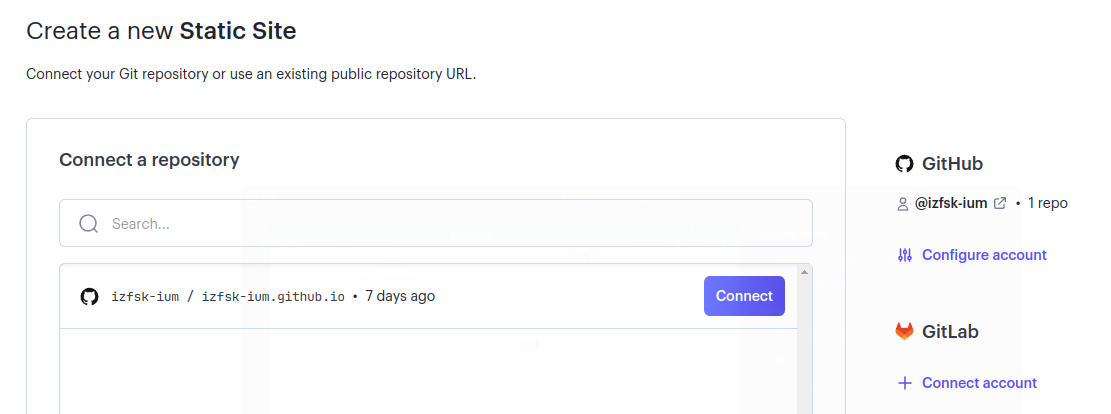 Create a new Static Site
Connect your Git repository or use an existing public repository URL.
Connect a repository
Search...
izfsk-ium / izfsk-ium.github.io • 7 days ago
Connect
GitHub
@izfsk-ium • 1 repo
Configure account
GitLab
Connect account